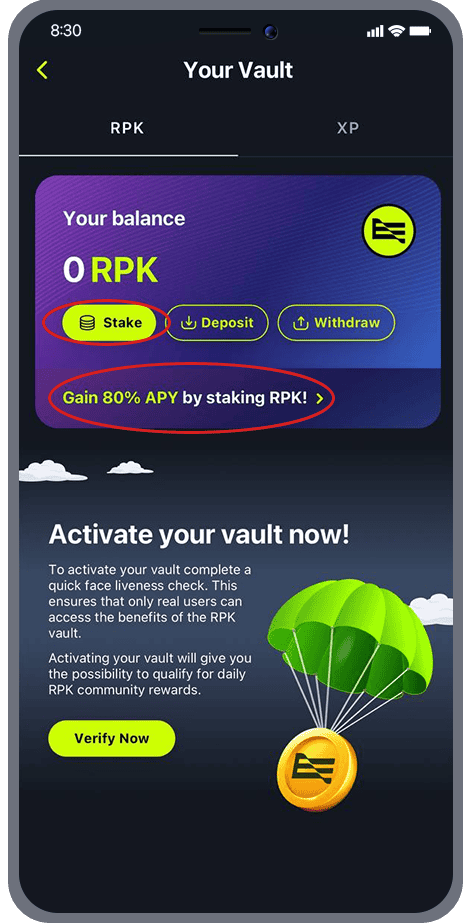 8:30
Your Vault
RPK XP
Your balance
0 RPK
Stake Deposit Withdraw
Gain 80% APY by staking RPK!
Activate your vault now!
To activate your vault complete a
quick face liveness check. This
ensures that only real users can
access the benefits of the RPK
vault.
Activating your vault will give you
the possibility to qualify for daily
RPK community rewards.
Verify Now